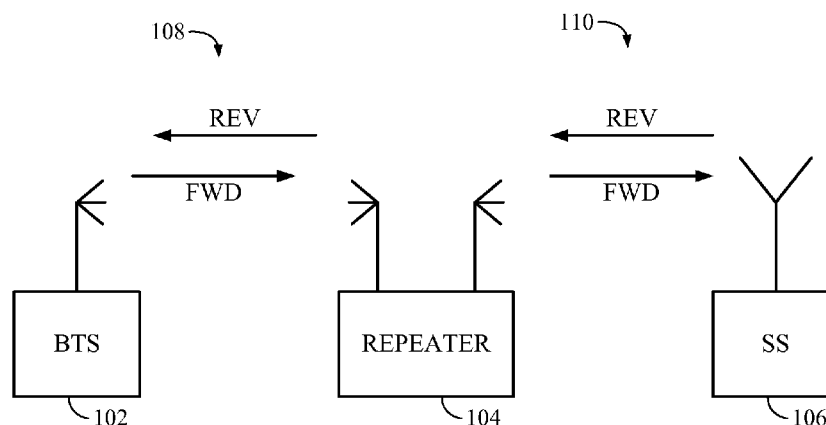 108
110
REV
REV
FWD
FWD
BTS
REPEATER
SS
102
104
106